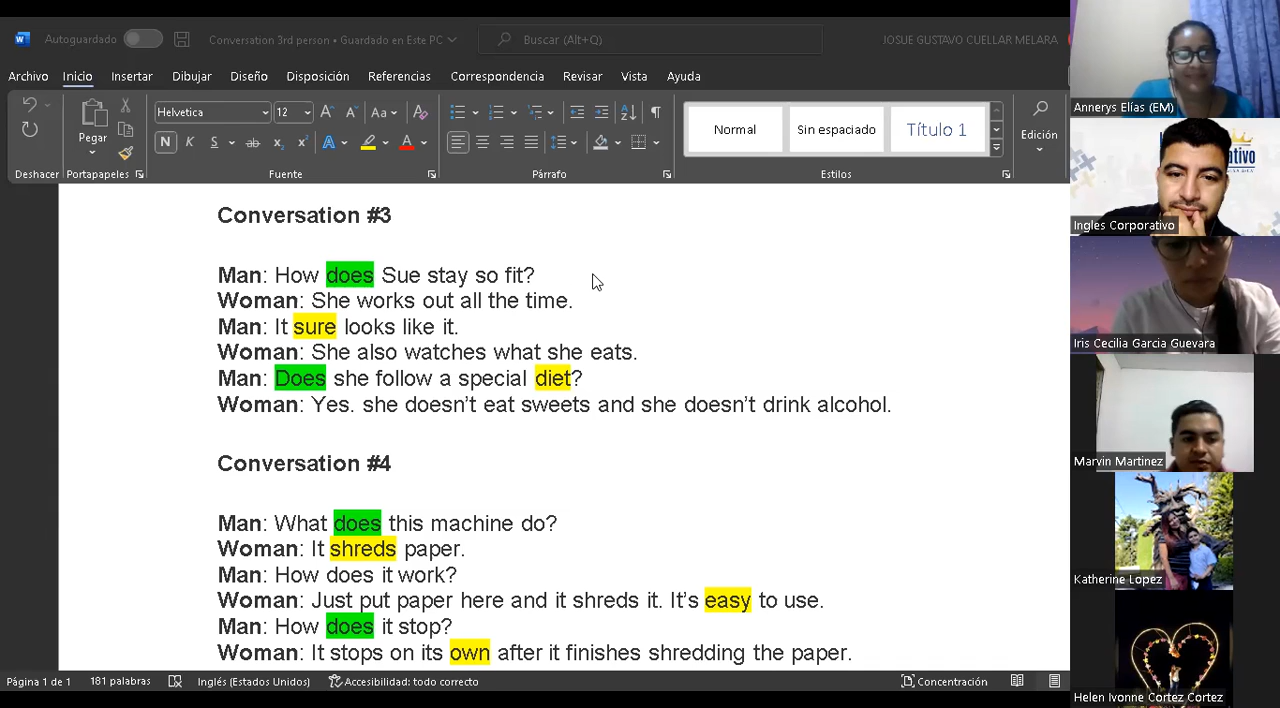 Autoguardado
Conversation 3rd person • Guardado en Este PC
Buscar (Alt+Q)
JOSUE GUSTAVO CUELLAR MELARA
Archivo Inicio Insertar Dibujar Diseño Disposición Referencias Correspondencia Revisar Vista Ayuda
Helvetica 12
Pegar
Normal
Sin espaciado
Título 1
Edición
Deshacer Portapapeles Fuente Párrafo Estilos
Conversation #3
Man: How does Sue stay so fit?
Woman: She works out all the time.
Man: It sure looks like it.
Woman: She also watches what she eats.
Man: Does she follow a special diet?
Woman: Yes. she doesn’t eat sweets and she doesn’t drink alcohol.
Conversation #4
Man: What does this machine do?
Woman: It shreds paper.
Man: How does it work?
Woman: Just put paper here and it shreds it. It’s easy to use.
Man: How does it stop?
Woman: It stops on its own after it finishes shredding the paper.
Página 1 de 1 181 palabras Inglés (Estados Unidos) Accesibilidad: todo correcto Concentración
Annerys Elías (EM)
Ingles Corporativo
Iris Cecilia Garcia Guevara
Marvin Martinez
Katherine Lopez
Helen Ivonne Cortez Cortez